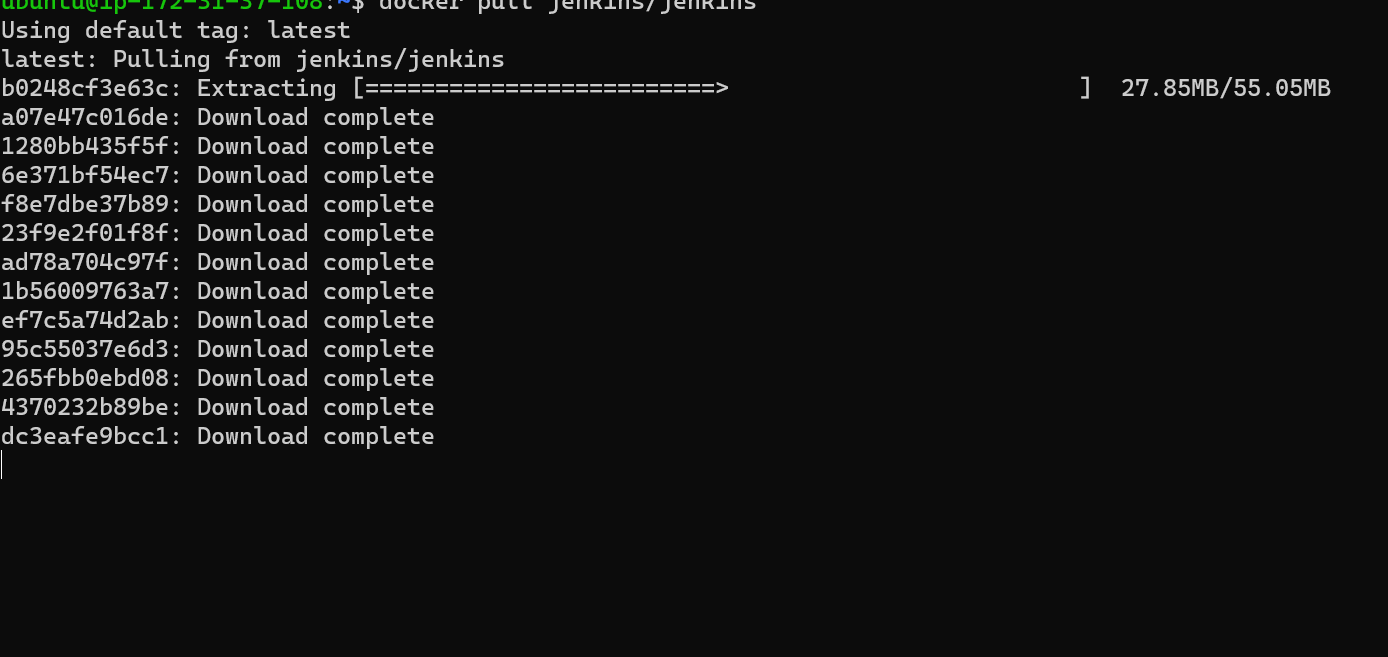 ubuntu@ip-172-31-37-108:~$ docker pull jenkins/jenkins
Using default tag: latest
latest: Pulling from jenkins/jenkins
b0248cf3e63c: Extracting [=========================>                         ]  27.85MB/55.05MB
a07e47c016de: Download complete
1280bb435f5f: Download complete
6e371bf54ec7: Download complete
f8e7dbe37b89: Download complete
23f9e2f01f8f: Download complete
ad78a704c97f: Download complete
1b56009763a7: Download complete
ef7c5a74d2ab: Download complete
95c55037e6d3: Download complete
265fbb0ebd08: Download complete
4370232b89be: Download complete
dc3eafe9bcc1: Download complete